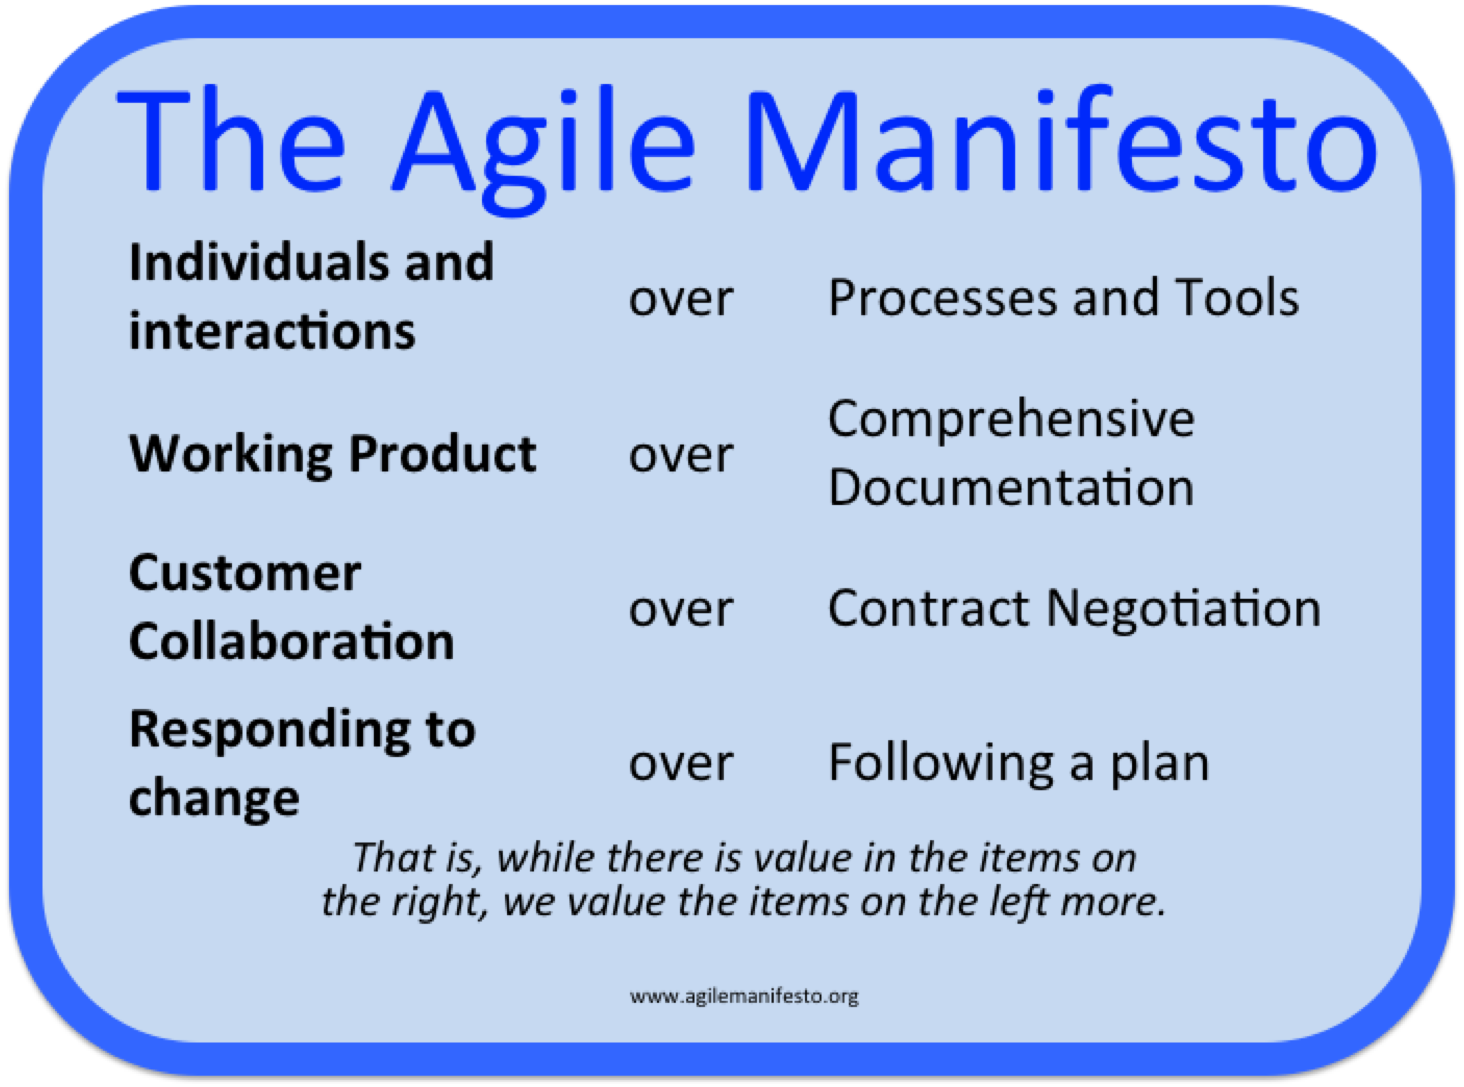 The Agile Manifesto
Individuals and
interactions
over
Processes and Tools
Working Product
over
Comprehensive
Documentation
Customer
Collaboration
over
Contract Negotiation
Responding to
change
over
Following a plan
That is, while there is value in the items on
the right, we value the items on the left more.
www.agilemanifesto.org